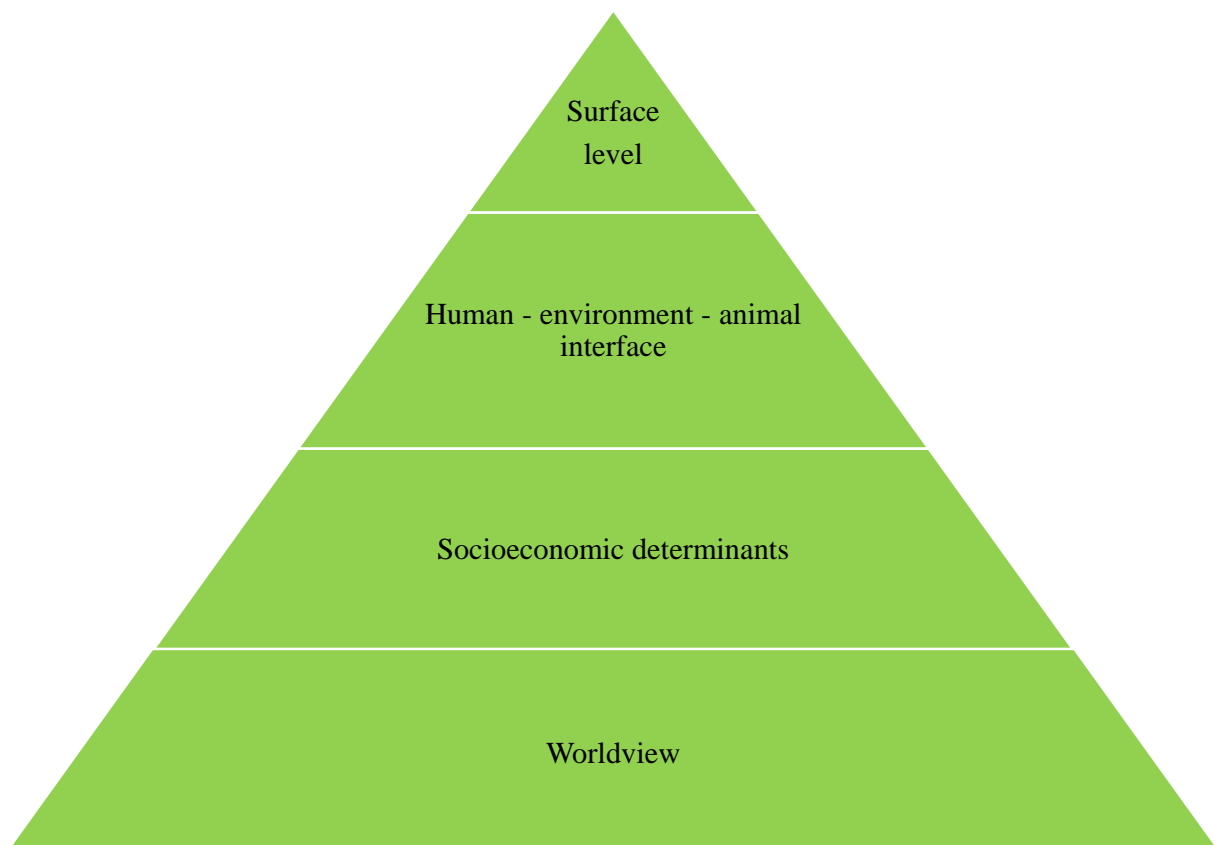 Surface
level
Human - environment - animal
interface
Socioeconomic determinants
Worldview